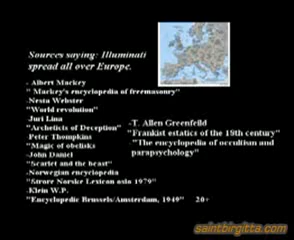 Sources saying: Illuminati
spread all over Europe.
- Albert Mackey
" Mackey's encyclopedia of freemasonry"
-Nesta Webster
"World revolution"
-Juri Lina
"Archeticts of Deception"
-Peter Thompkins
"Magic of obelisks
-John Daniel
"Scarlet and the beast"
-Norwegian encyclopedia
"Strore Norske Lexicon oslo 1979"
-Klein W.P.
"Encyclopedie Brussels/Amsterdam, 1949" 20+
-T. Allen Greenfeild
"Frankist estatics of the 18th century"
-"The encyclopedia of occultism and
parapsychology"
saintbirgitta.com